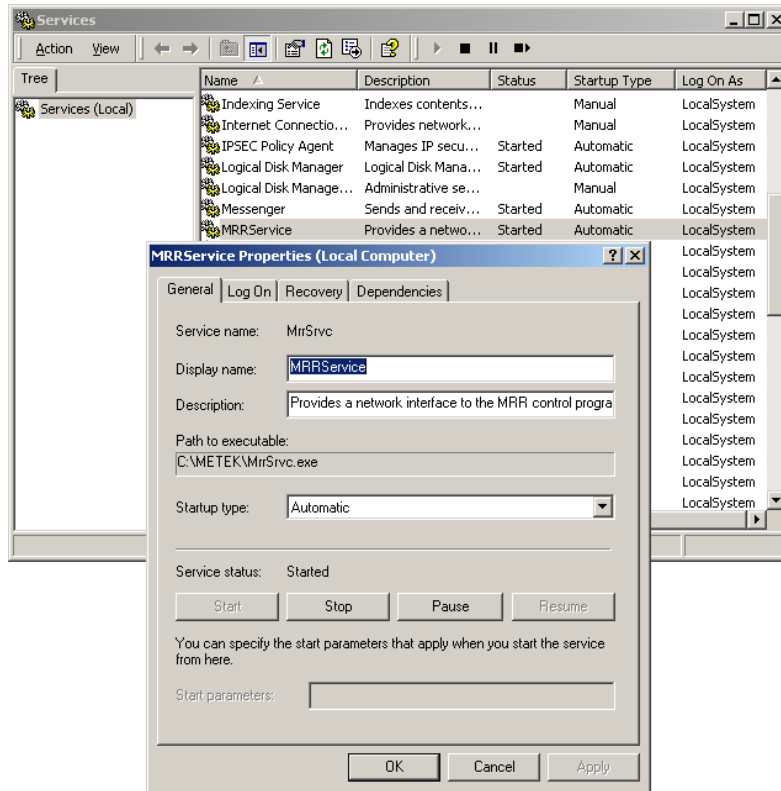 Services
Action View
Tree
Services (Local)
Name Description Status Startup Type Log On As
Indexing Service Indexes contents... Manual LocalSystem
Internet Connectio... Provides network... Manual LocalSystem
IPSEC Policy Agent Manages IP secu... Started Automatic LocalSystem
Logical Disk Manager Logical Disk Mana... Started Automatic LocalSystem
Logical Disk Manage... Administrative se... Manual LocalSystem
Messenger Sends and receiv... Started Automatic LocalSystem
MRRService Provides a netwo... Started Automatic LocalSystem
LocalSystem
LocalSystem
LocalSystem
LocalSystem
LocalSystem
LocalSystem
LocalSystem
LocalSystem
LocalSystem
LocalSystem
LocalSystem
LocalSystem
LocalSystem
MRRService Properties (Local Computer)
General Log On Recovery Dependencies
Service name: MrrSrvc
Display name: MRRService
Description: Provides a network interface to the MRR control progra
Path to executable:
C:\METEK\MrrSrvc.exe
Startup type: Automatic
Service status: Started
Start Stop Pause Resume
You can specify the start parameters that apply when you start the service
from here.
Start parameters:
OK Cancel Apply